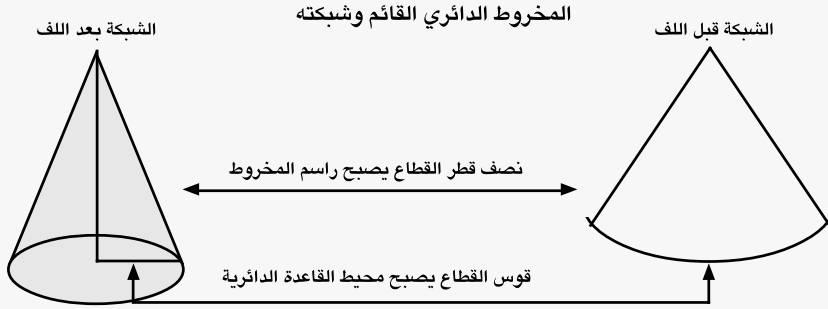 المخروط الدائري القائم وشبكته
الشبكة قبل اللف
الشبكة بعد اللف
نصف قطر القطاع يصبح راسم المخروط
قوس القطاع يصبح محيط القاعدة الدائرية